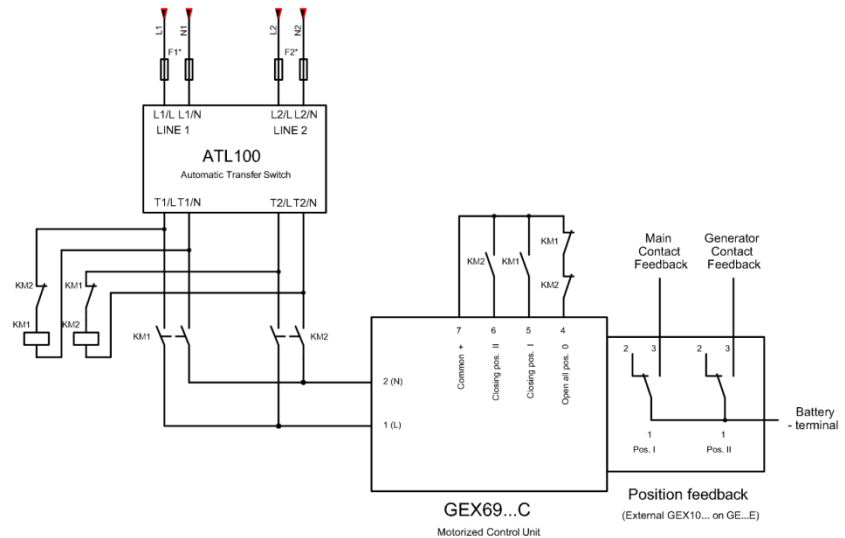 L1
N1
L2
N2
F1*
F2*
L1/L L1/N
L2/L L2/N
LINE 1
LINE 2
ATL100
Automatic Transfer Switch
T1/L T1/N
T2/L T2/N
KM2
KM1
KM1
KM2
KM1
KM2
KM2
KM1
KM1
KM2
7
6
5
4
Common +
Closing pos. II
Closing pos. I
Open all pos. 0
2 (N)
1 (L)
Main
Contact
Feedback
Generator
Contact
Feedback
2
3
2
3
1
1
Pos. I
Pos. II
Battery
- terminal
GEX69...C
Motorized Control Unit
Position feedback
(External GEX10... on GE...E)